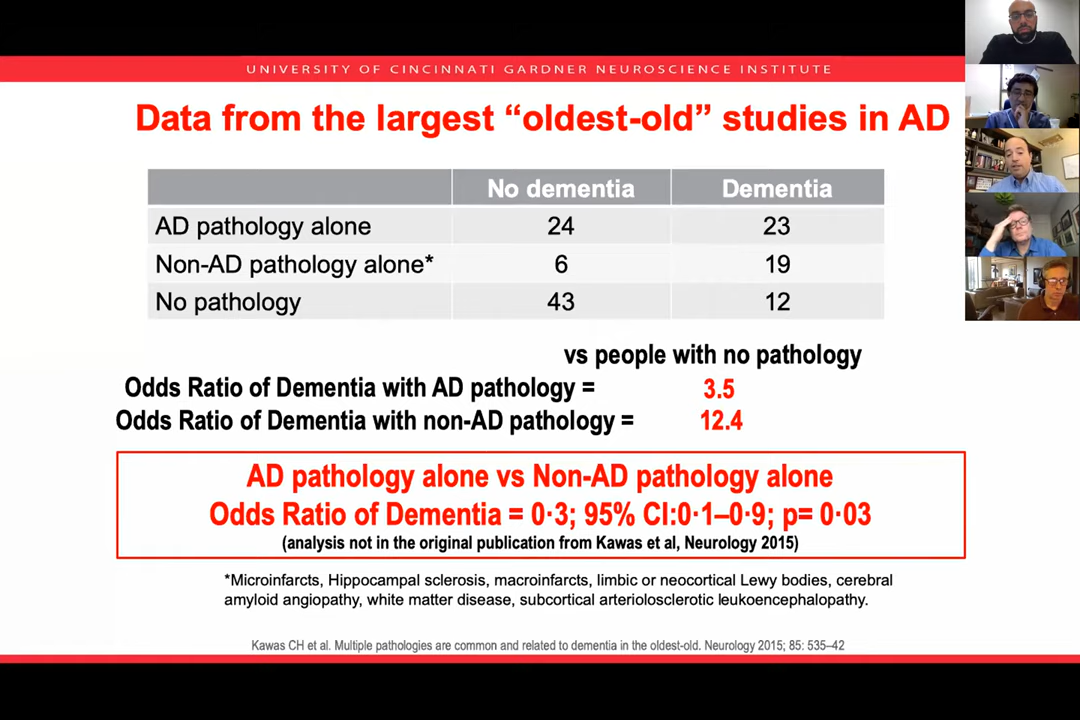 UNIVERSITY OF CINCINNATI GARDNER NEUROSCIENCE INSTITUTE
Data from the largest “oldest-old” studies in AD
No dementia Dementia
AD pathology alone 24 23
Non-AD pathology alone* 6 19
No pathology 43 12
vs people with no pathology
Odds Ratio of Dementia with AD pathology = 3.5
Odds Ratio of Dementia with non-AD pathology = 12.4
AD pathology alone vs Non-AD pathology alone
Odds Ratio of Dementia = 0·3; 95% CI:0·1–0·9; p= 0·03
(analysis not in the original publication from Kawas et al, Neurology 2015)
*Microinfarcts, Hippocampal sclerosis, macroinfarcts, limbic or neocortical Lewy bodies, cerebral
amyloid angiopathy, white matter disease, subcortical arteriolosclerotic leukoencephalopathy.
Kawas CH et al. Multiple pathologies are common and related to dementia in the oldest-old. Neurology 2015; 85: 535–42